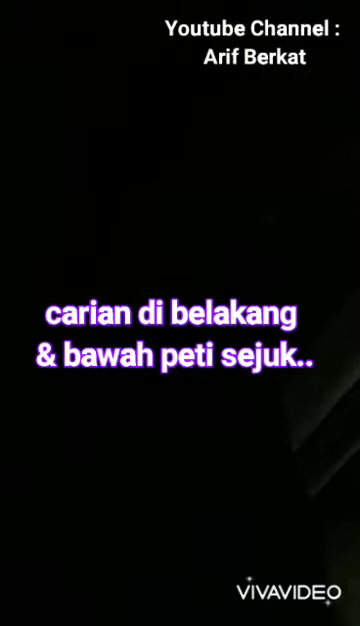 Youtube Channel :
Arif Berkat
carian di belakang
& bawah peti sejuk..
VIVAVIDEO